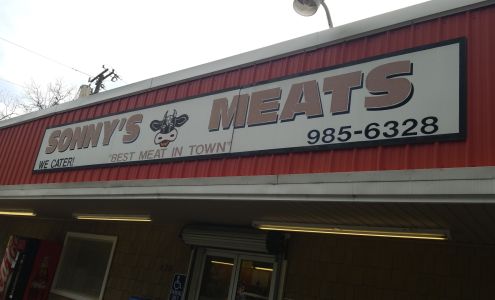 SONNY'S MEATS
WE CATER! "BEST MEAT IN TOWN" 985-6328